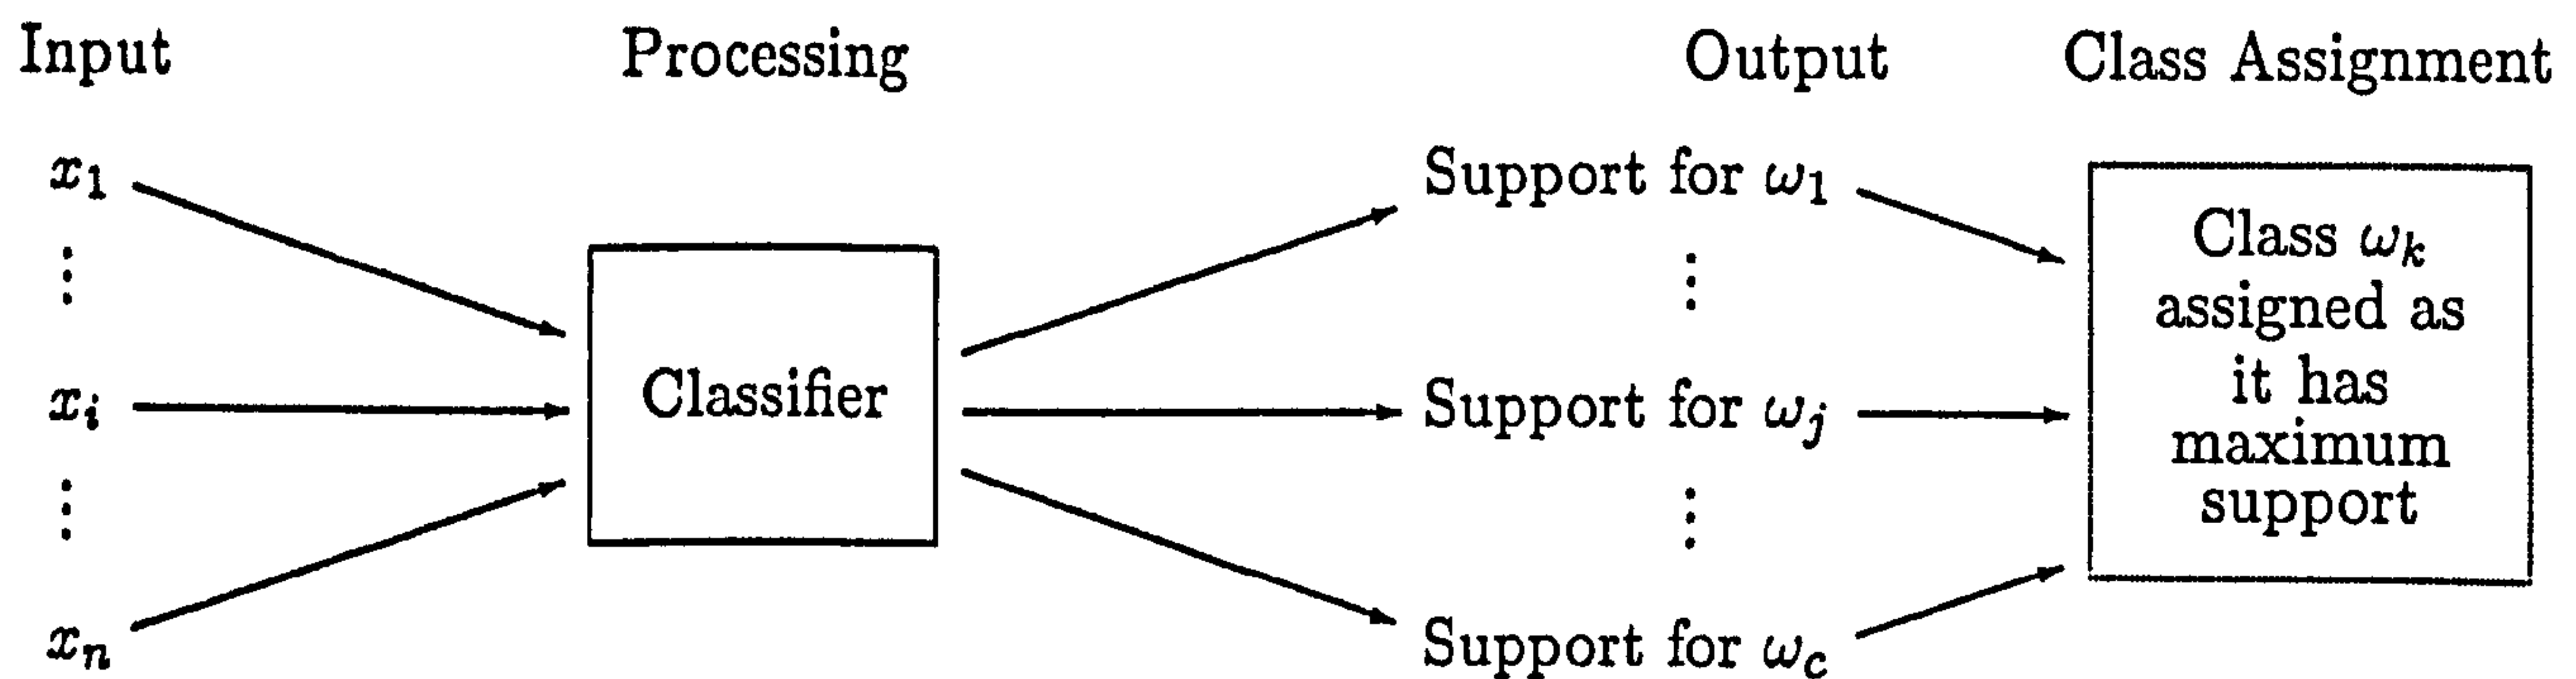 Input Processing Output Class Assignment
x₁ Support for ω₁
⋮ ⋮
xᵢ Classifier Support for ωⱼ
⋮ ⋮
xₙ Support for ω_c
Class ωₖ
assigned as
it has
maximum
support